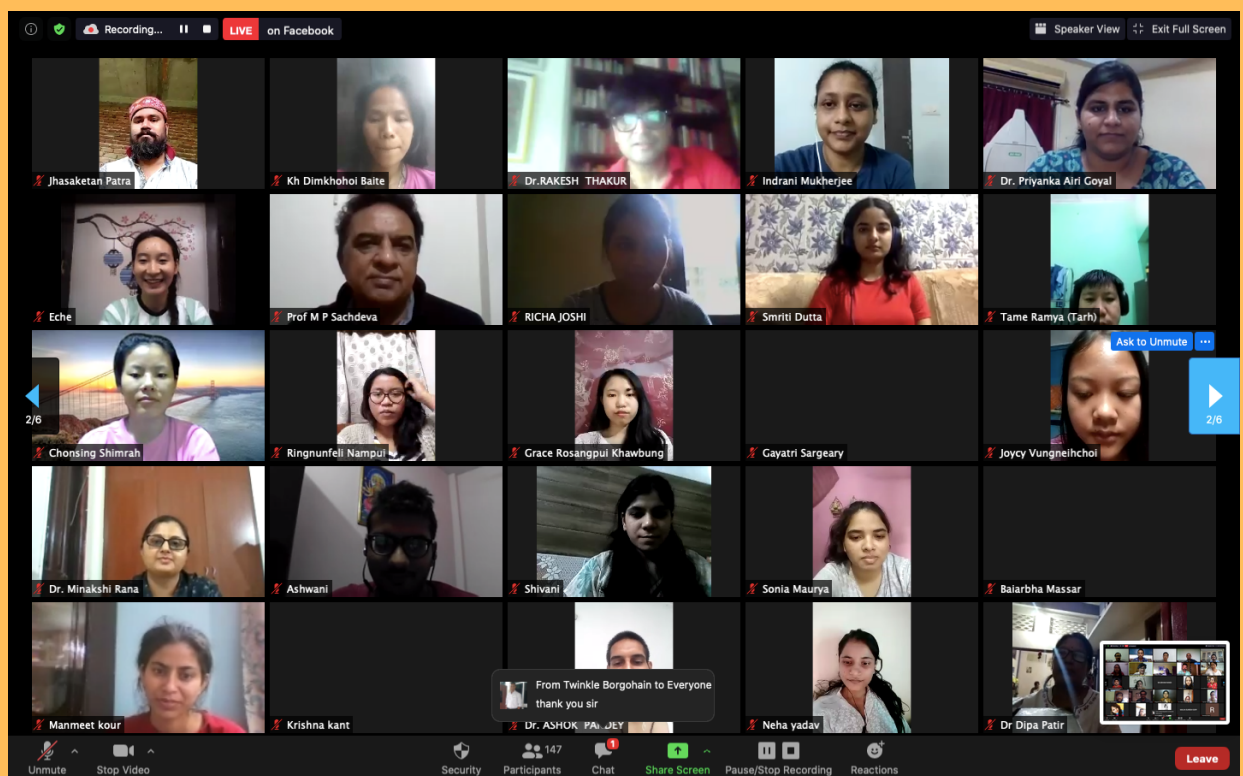 Recording...
LIVE on Facebook
Speaker View
Exit Full Screen
Jhasaketan Patra
Kh Dimkhohoi Baite
Dr.RAKESH THAKUR
Indrani Mukherjee
Dr. Priyanka Airi Goyal
Eche
Prof M P Sachdeva
RICHA JOSHI
Smriti Dutta
Tame Ramya (Tarh)
Ask to Unmute
2/6
2/6
Chonsing Shimrah
Ringnunfeli Nampui
Grace Rosangpui Khawbung
Gayatri Sargeary
Joycy Vungneihchoi
Dr. Minakshi Rana
Ashwani
Shivani
Sonia Maurya
Baiarbha Massar
From Twinkle Borgohain to Everyone
thank you sir
Manmeet kour
Krishna kant
Dr. ASHOK
Neha yadav
Dr Dipa Patir
R
Unmute
Stop Video
Security
147
Participants
1
Chat
Share Screen
Pause/Stop Recording
Reactions
Leave